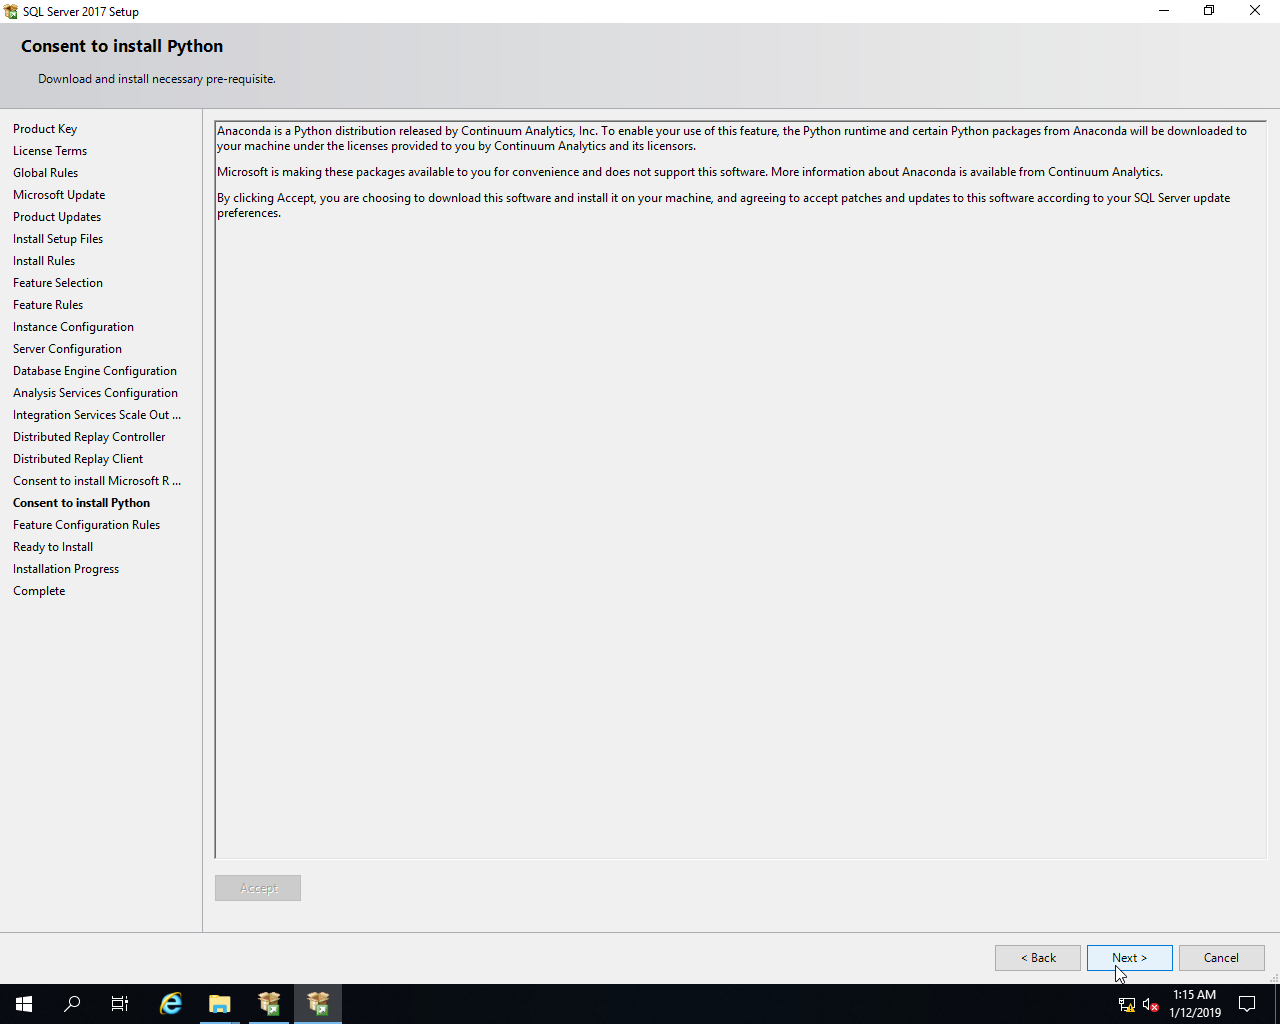 SQL Server 2017 Setup
Consent to install Python
Download and install necessary pre-requisite.
Product Key
License Terms
Global Rules
Microsoft Update
Product Updates
Install Setup Files
Install Rules
Feature Selection
Feature Rules
Instance Configuration
Server Configuration
Database Engine Configuration
Analysis Services Configuration
Integration Services Scale Out ...
Distributed Replay Controller
Distributed Replay Client
Consent to install Microsoft R ...
Consent to install Python
Feature Configuration Rules
Ready to Install
Installation Progress
Complete
Anaconda is a Python distribution released by Continuum Analytics, Inc. To enable your use of this feature, the Python runtime and certain Python packages from Anaconda will be downloaded to
your machine under the licenses provided to you by Continuum Analytics and its licensors.
Microsoft is making these packages available to you for convenience and does not support this software. More information about Anaconda is available from Continuum Analytics.
By clicking Accept, you are choosing to download this software and install it on your machine, and agreeing to accept patches and updates to this software according to your SQL Server update
preferences.
Accept
< Back
Next >
Cancel
1:15 AM
1/12/2019